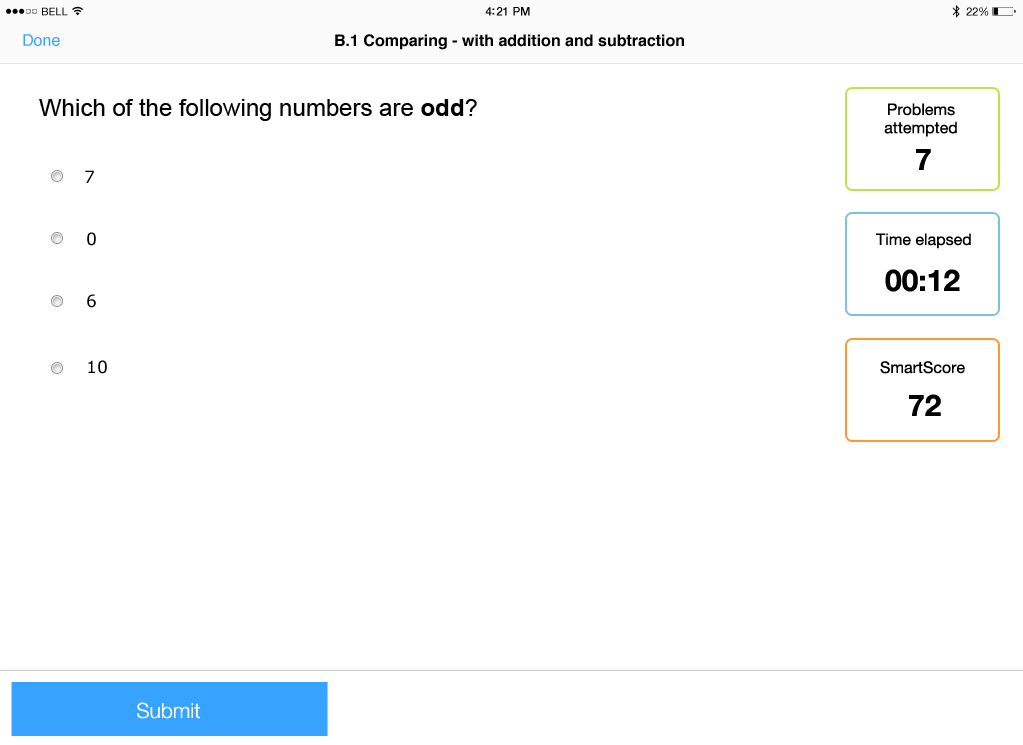 BELL 4:21 PM 22%
Done B.1 Comparing - with addition and subtraction
Which of the following numbers are odd?
7
0
6
10
Problems
attempted
7
Time elapsed
00:12
SmartScore
72
Submit